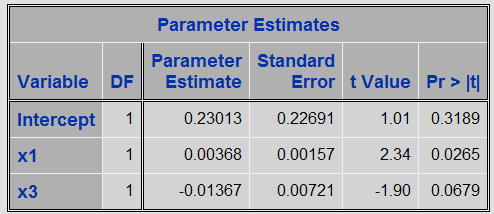 Parameter Estimates
Variable DF Parameter Estimate Standard Error t Value Pr > |t|
Intercept 1 0.23013 0.22691 1.01 0.3189
x1 1 0.00368 0.00157 2.34 0.0265
x3 1 -0.01367 0.00721 -1.90 0.0679